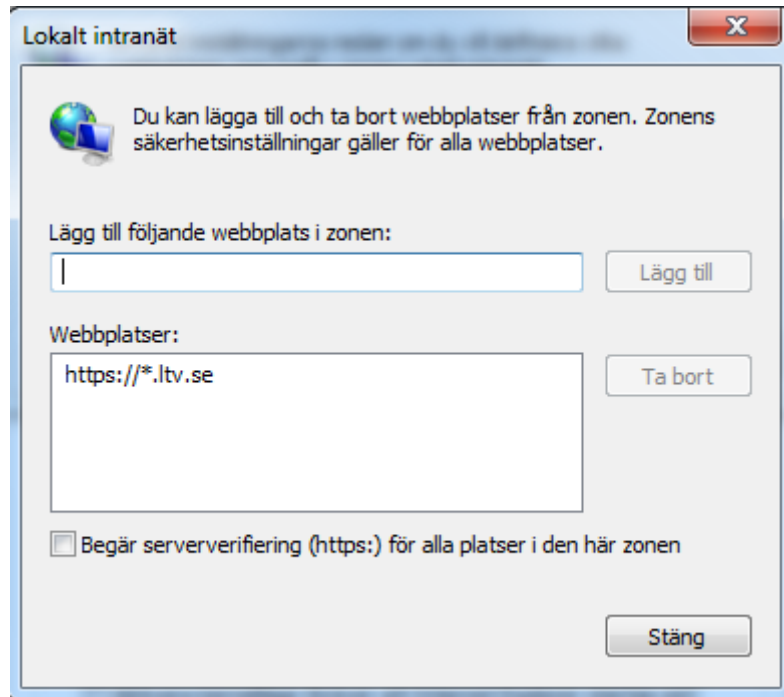 Lokalt intranät
Du kan lägga till och ta bort webbplatser från zonen. Zonens
säkerhetsinställningar gäller för alla webbplatser.
Lägg till följande webbplats i zonen:
Lägg till
Webbplatser:
https://*.ltv.se
Ta bort
Begär serververifiering (https:) för alla platser i den här zonen
Stäng